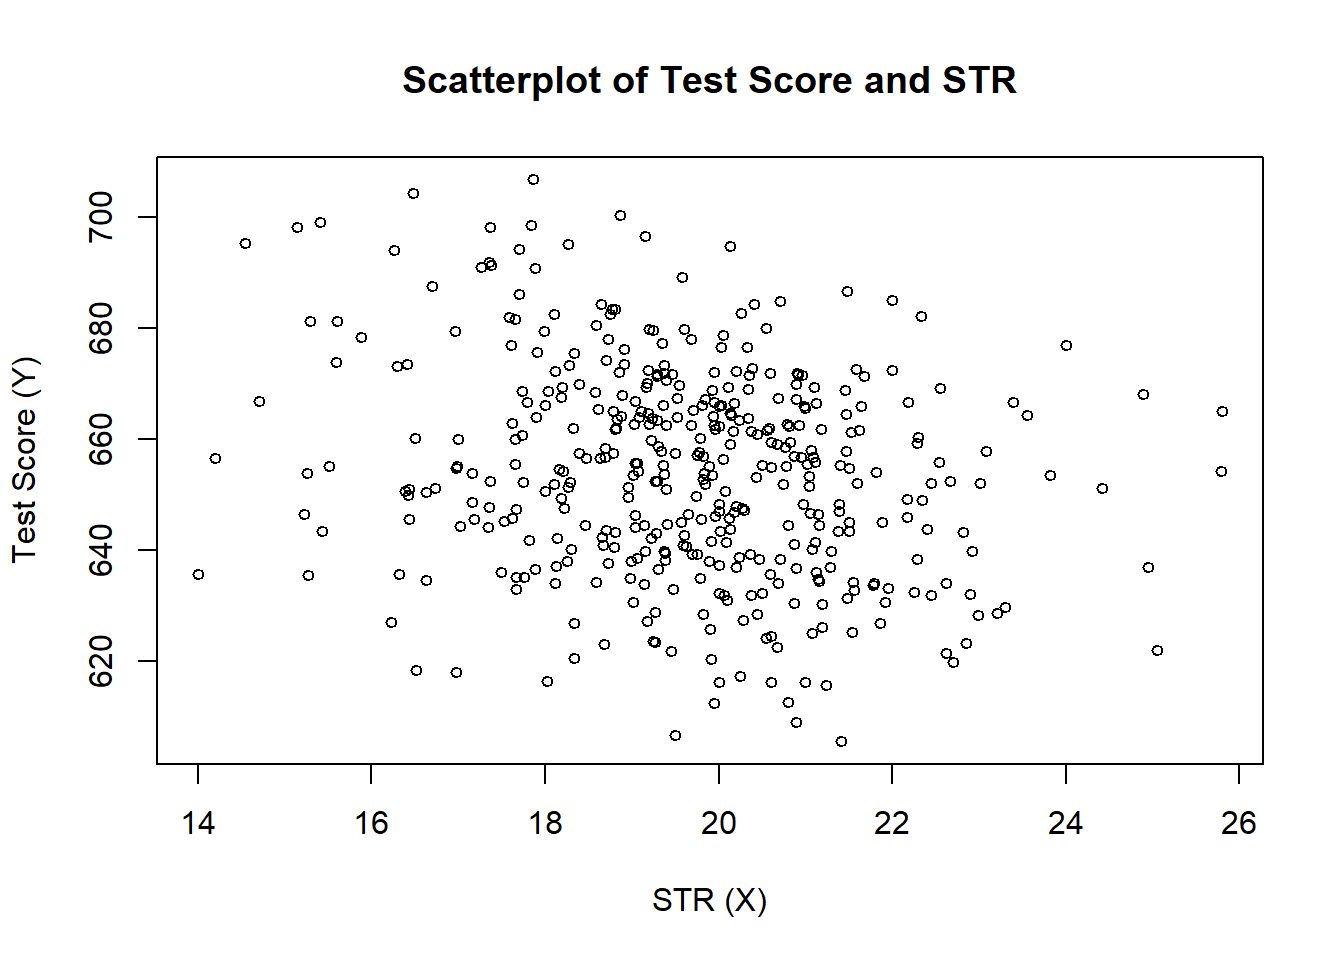 Scatterplot of Test Score and STR
Test Score (Y)
700
680
660
640
620
14 16 18 20 22 24 26
STR (X)